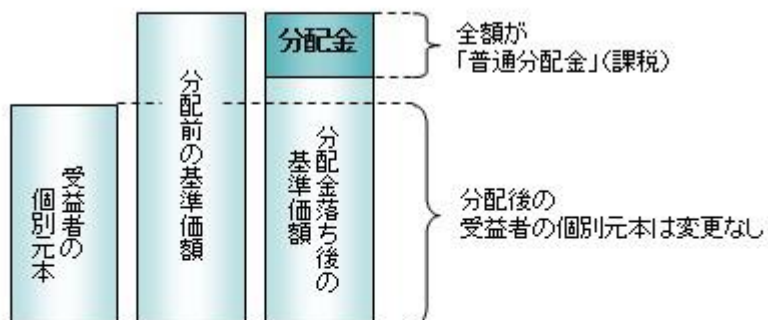 受益者の
個別元本
分配前の基準価額
分配金
分配金落ち後の
基準価額
全額が
「普通分配金」(課税)
分配後の
受益者の個別元本は変更なし